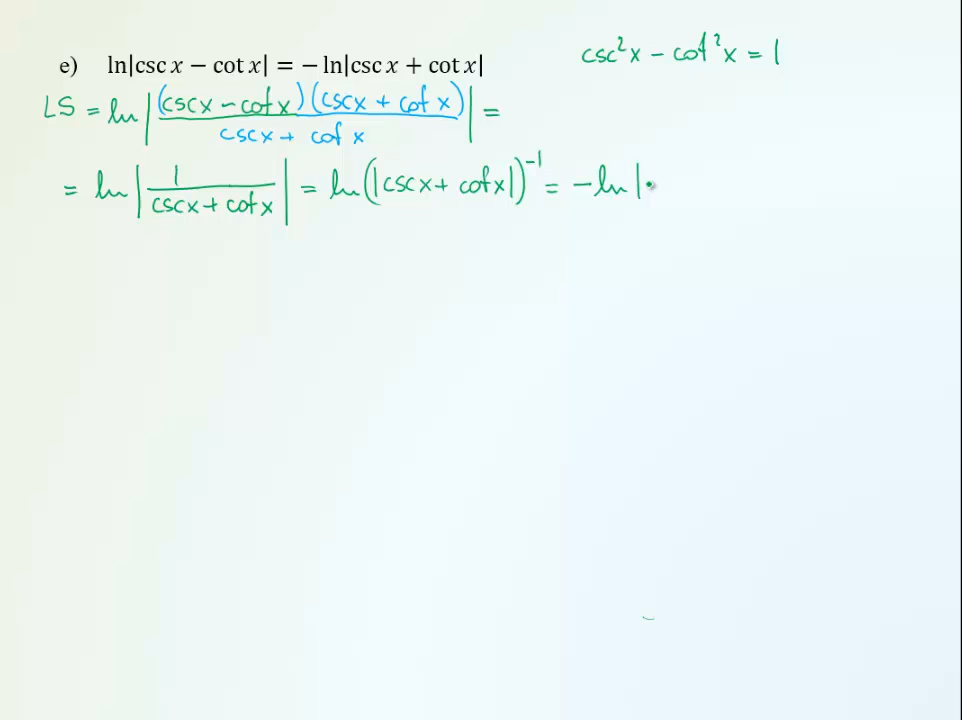 csc²x − cot²x = 1
e) ln|csc x − cot x| = − ln|csc x + cot x|
LS = ln |(cscx − cotx)(cscx + cot x) / cscx + cot x| =
= ln |1 / cscx + cotx| = ln(|cscx + cotx|)⁻¹ = −ln|